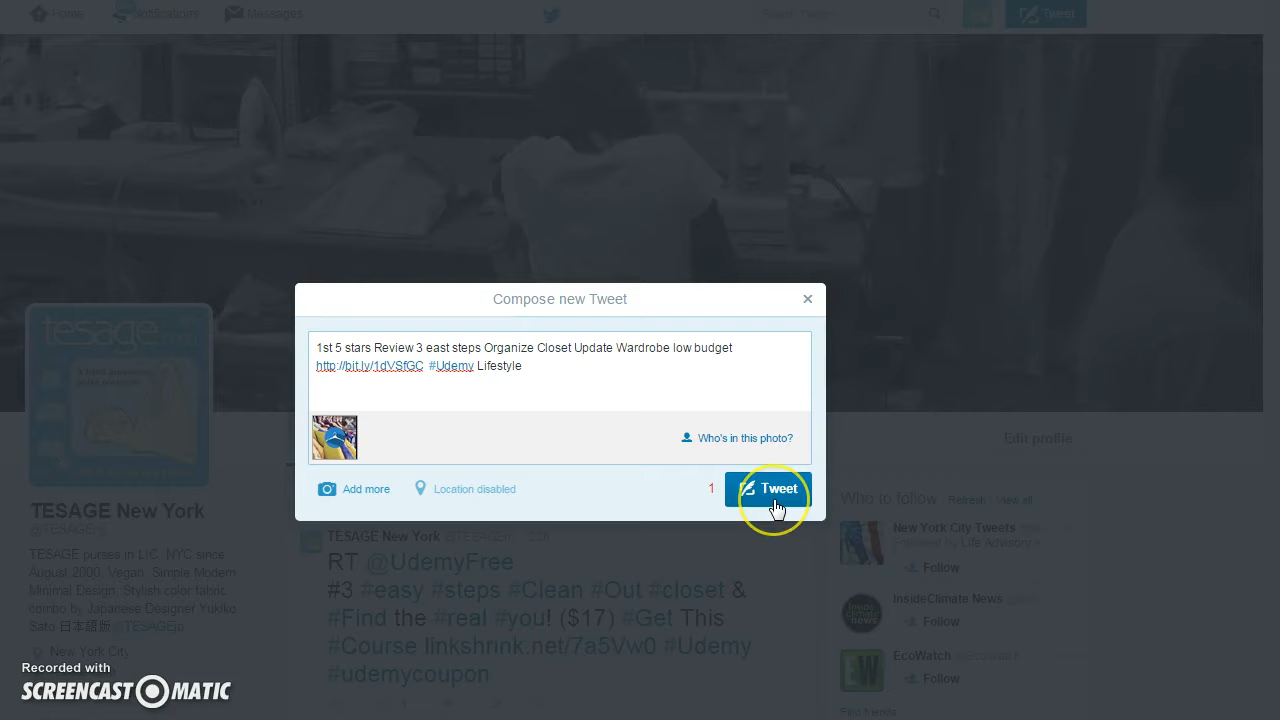 Home
Notifications
Messages
Tweet
Compose new Tweet
1st 5 stars Review 3 east steps Organize Closet Update Wardrobe low budget
http://bit.ly/1dVSfGC #Udemy Lifestyle
Who's in this photo?
Add more
Location disabled
1
Tweet
tesage
Edit profile
TESAGE New York
TESAGE purses in LIC, NYC since
August 2000. Vegan. Simple Modern
Minimal Design. Stylish color fabric
combo by Japanese Designer Yukiko
Sato 日本語版 @TESAGEjp
New York City
TESAGE New York
RT @UdemyFree
#3 #easy #steps #Clean #Out #closet &
#Find the #real #you! ($17) #Get This
#Course linkshrink.net/7a5Vw0 #Udemy
#udemycoupon
Who to follow · Refresh · View all
New York City Tweets
Followed by Life Advisor
Follow
InsideClimate News
Follow
EcoWatch
Follow
Find friends
Recorded with
SCREENCAST MATIC